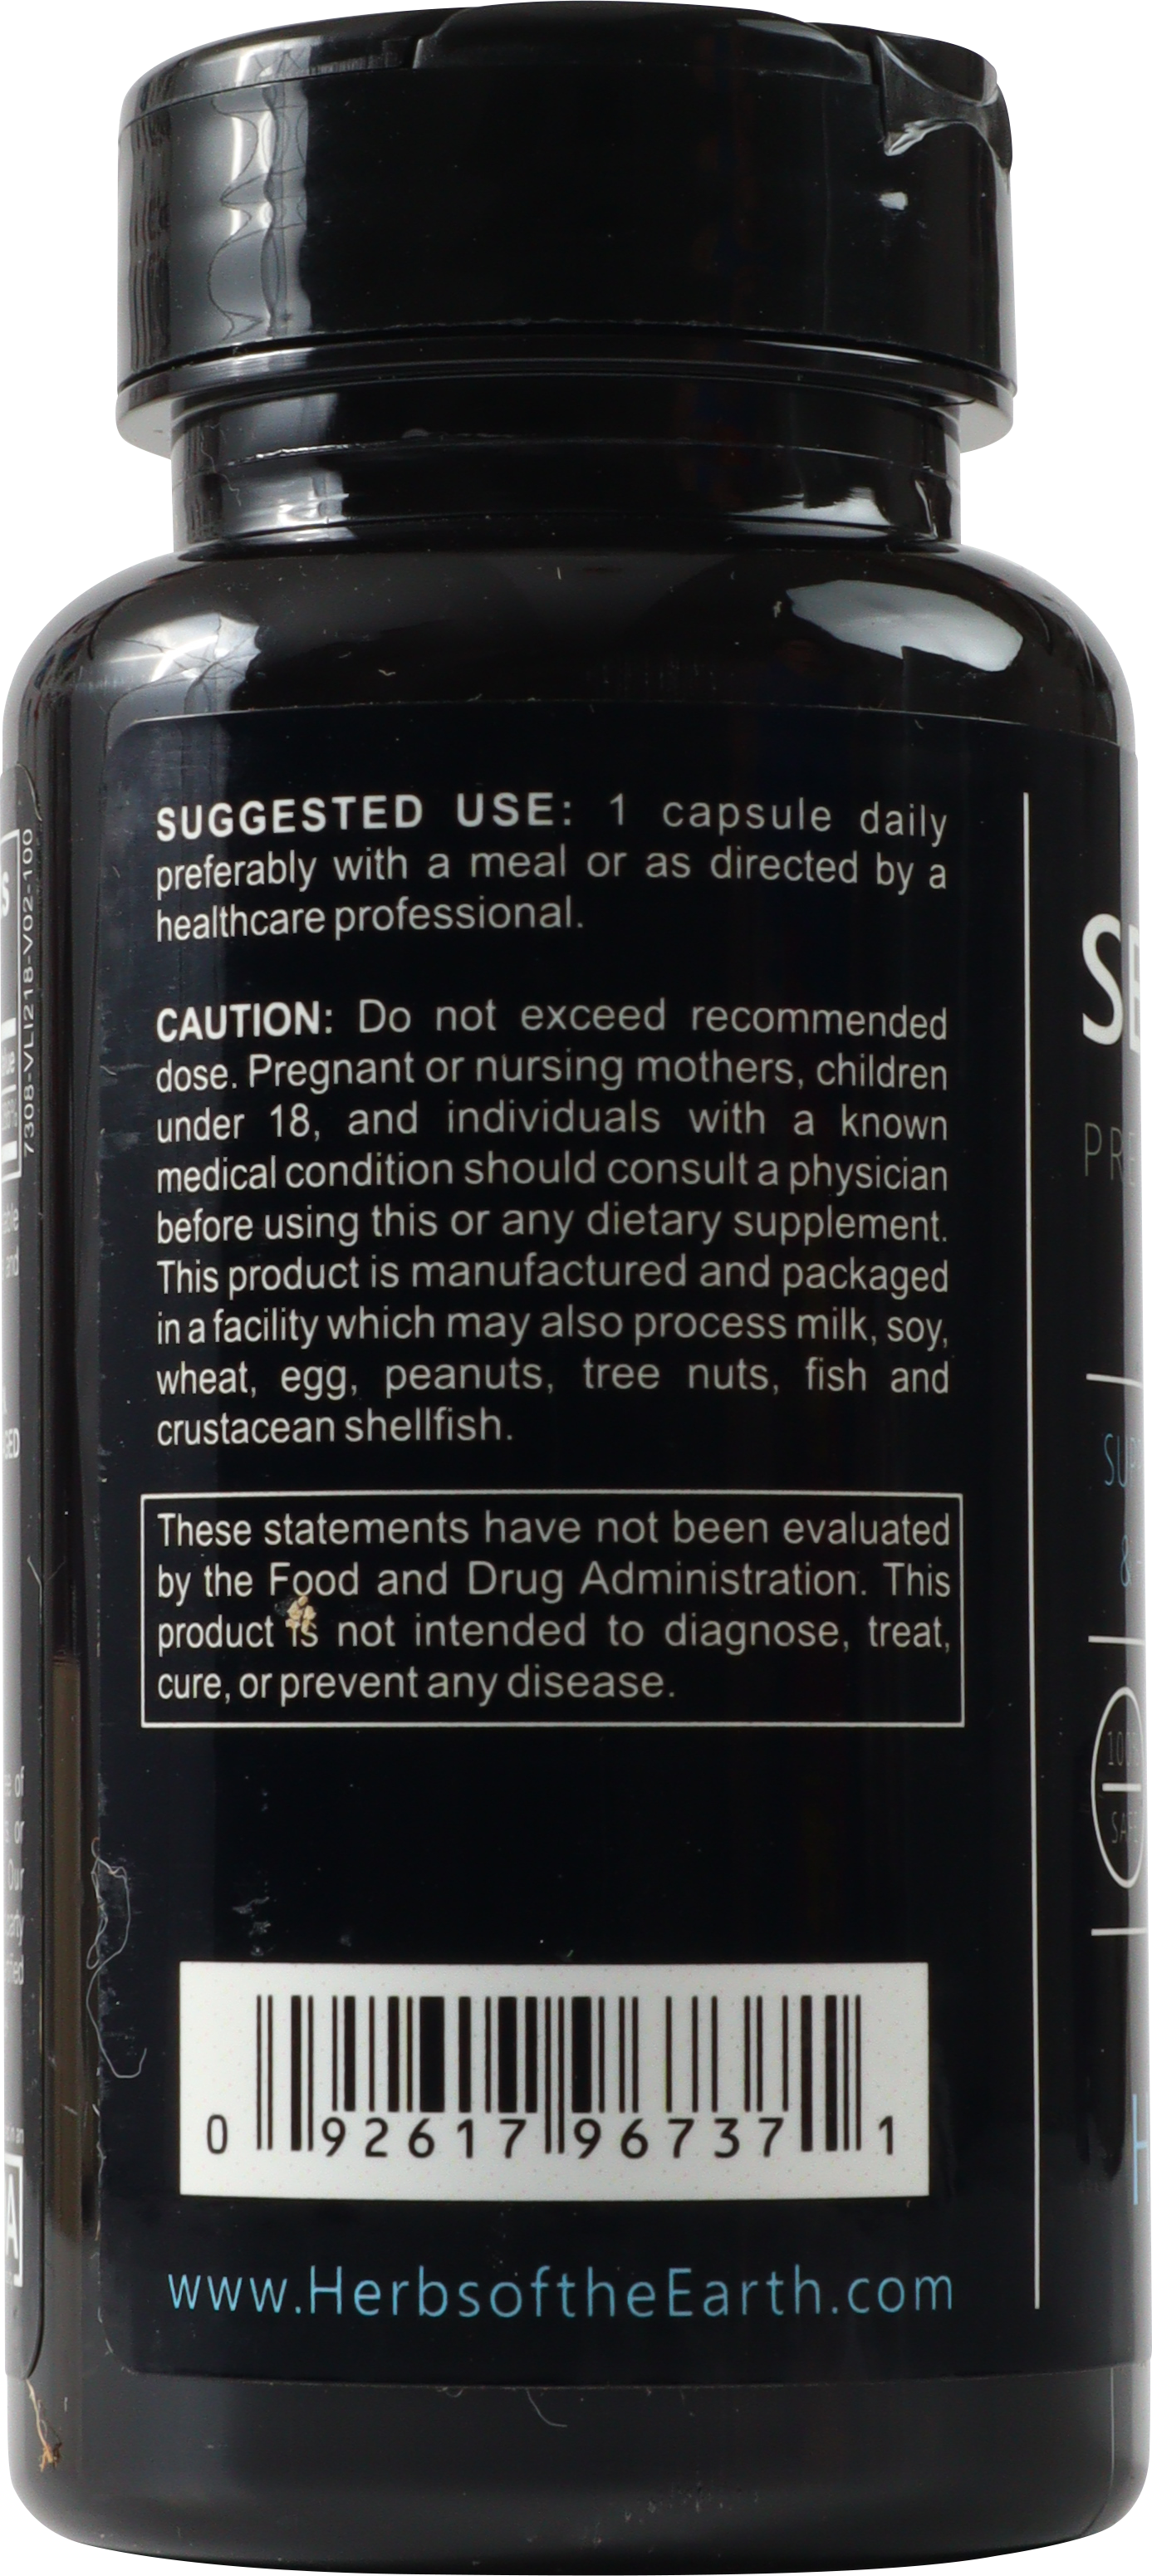 SUGGESTED USE: 1 capsule daily
preferably with a meal or as directed by a
healthcare professional.
CAUTION: Do not exceed recommended
dose. Pregnant or nursing mothers, children
under 18, and individuals with a known
medical condition should consult a physician
before using this or any dietary supplement.
This product is manufactured and packaged
in a facility which may also process milk, soy,
wheat, egg, peanuts, tree nuts, fish and
crustacean shellfish.
These statements have not been evaluated
by the Food and Drug Administration. This
product is not intended to diagnose, treat,
cure, or prevent any disease.
0 92617 96737 1
www.HerbsoftheEarth.com
7308-VLI218-V02-100
and
of
or
Our
&